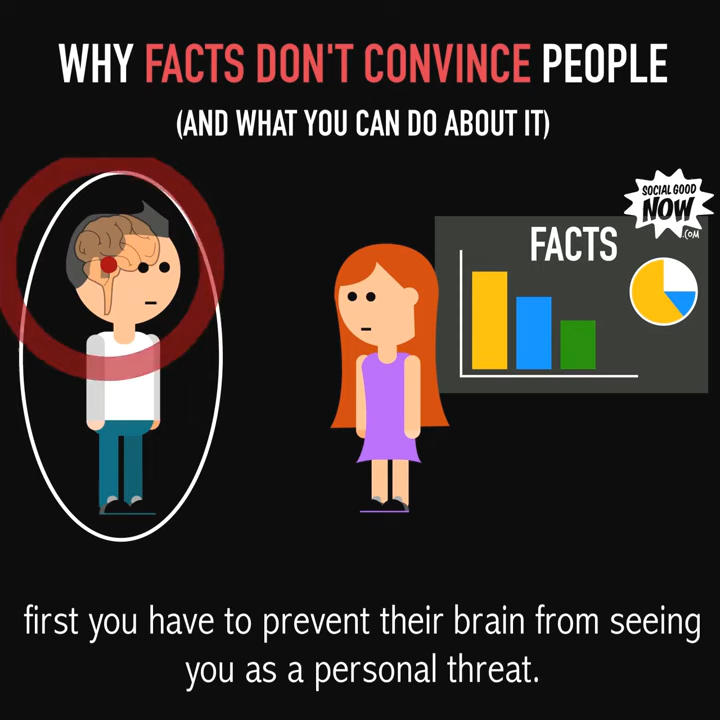 WHY FACTS DON'T CONVINCE PEOPLE
(AND WHAT YOU CAN DO ABOUT IT)
SOCIAL GOOD
NOW
.COM
FACTS
first you have to prevent their brain from seeing
you as a personal threat.